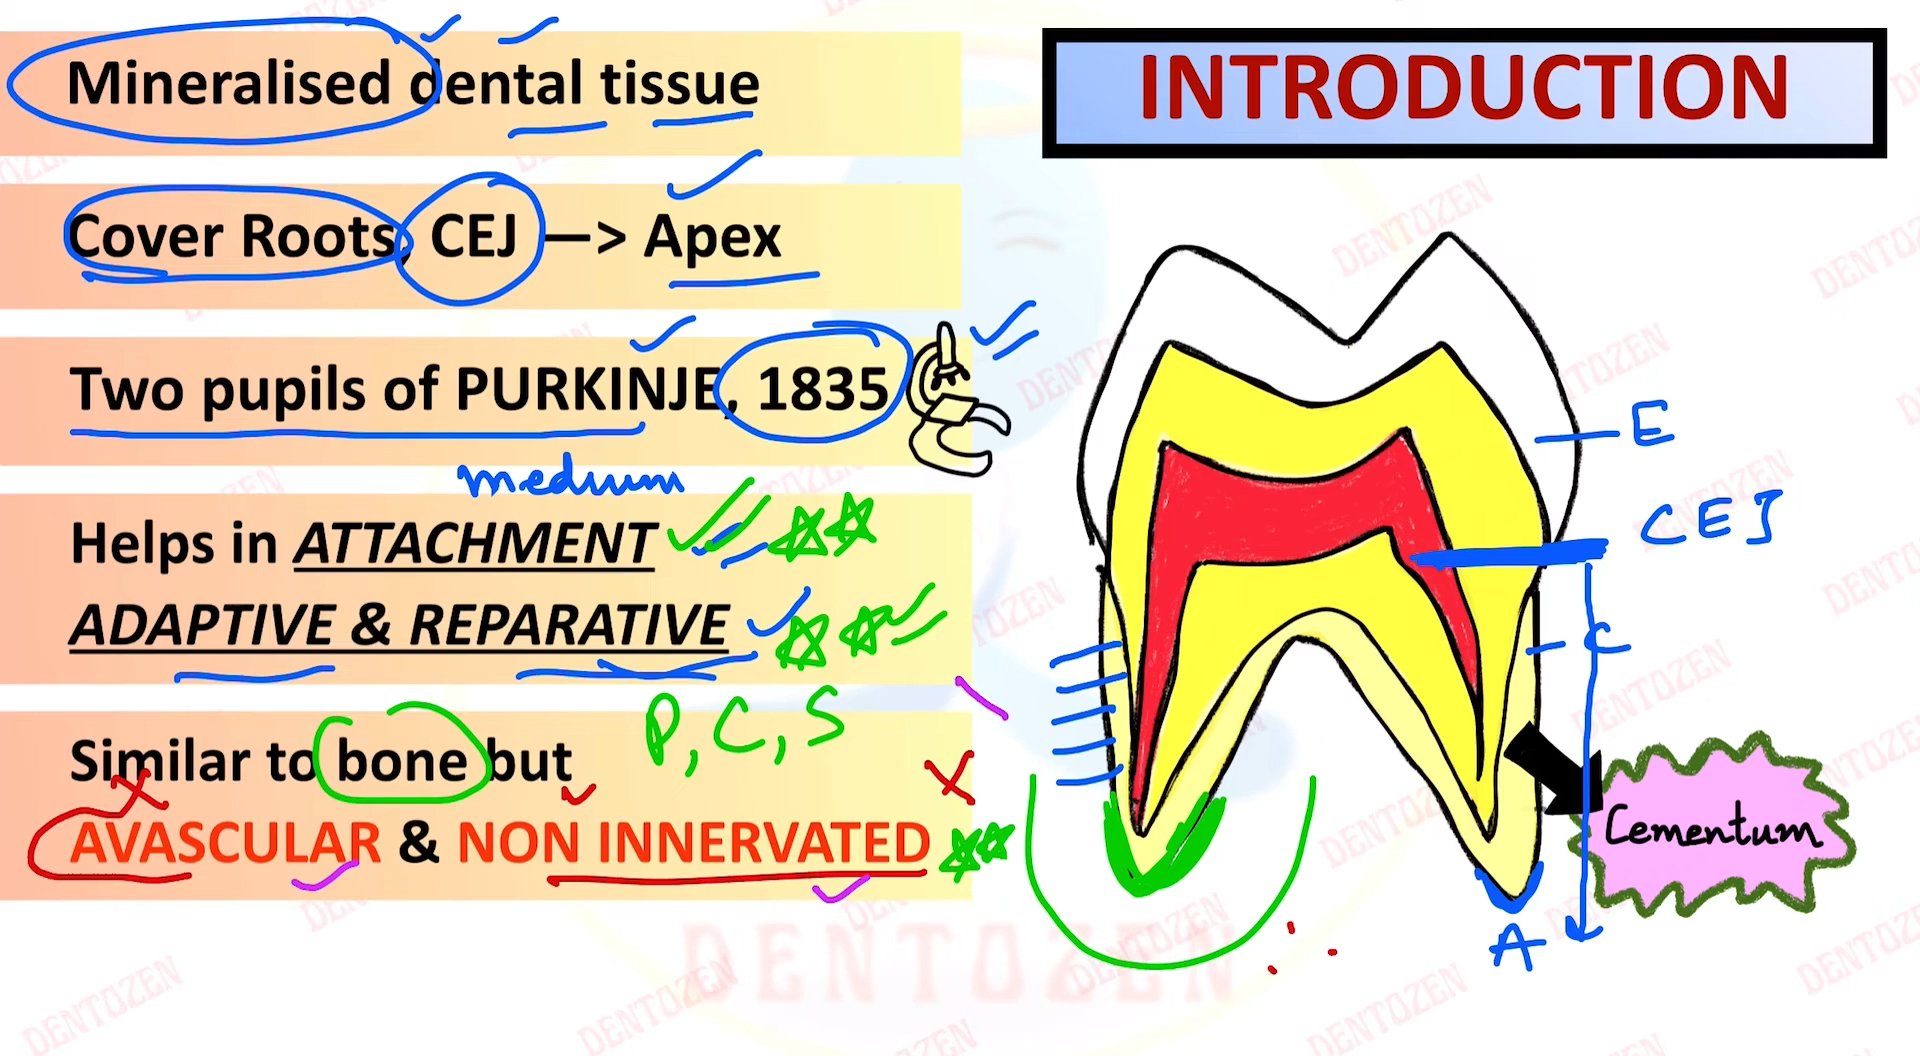 INTRODUCTION
Mineralised dental tissue
Cover Roots, CEJ —> Apex
Two pupils of PURKINJE, 1835
medium
Helps in ATTACHMENT
ADAPTIVE & REPARATIVE
P, C, S
Similar to bone but
AVASCULAR & NON INNERVATED
E
CEJ
C
Cementum
A
DENTOZEN